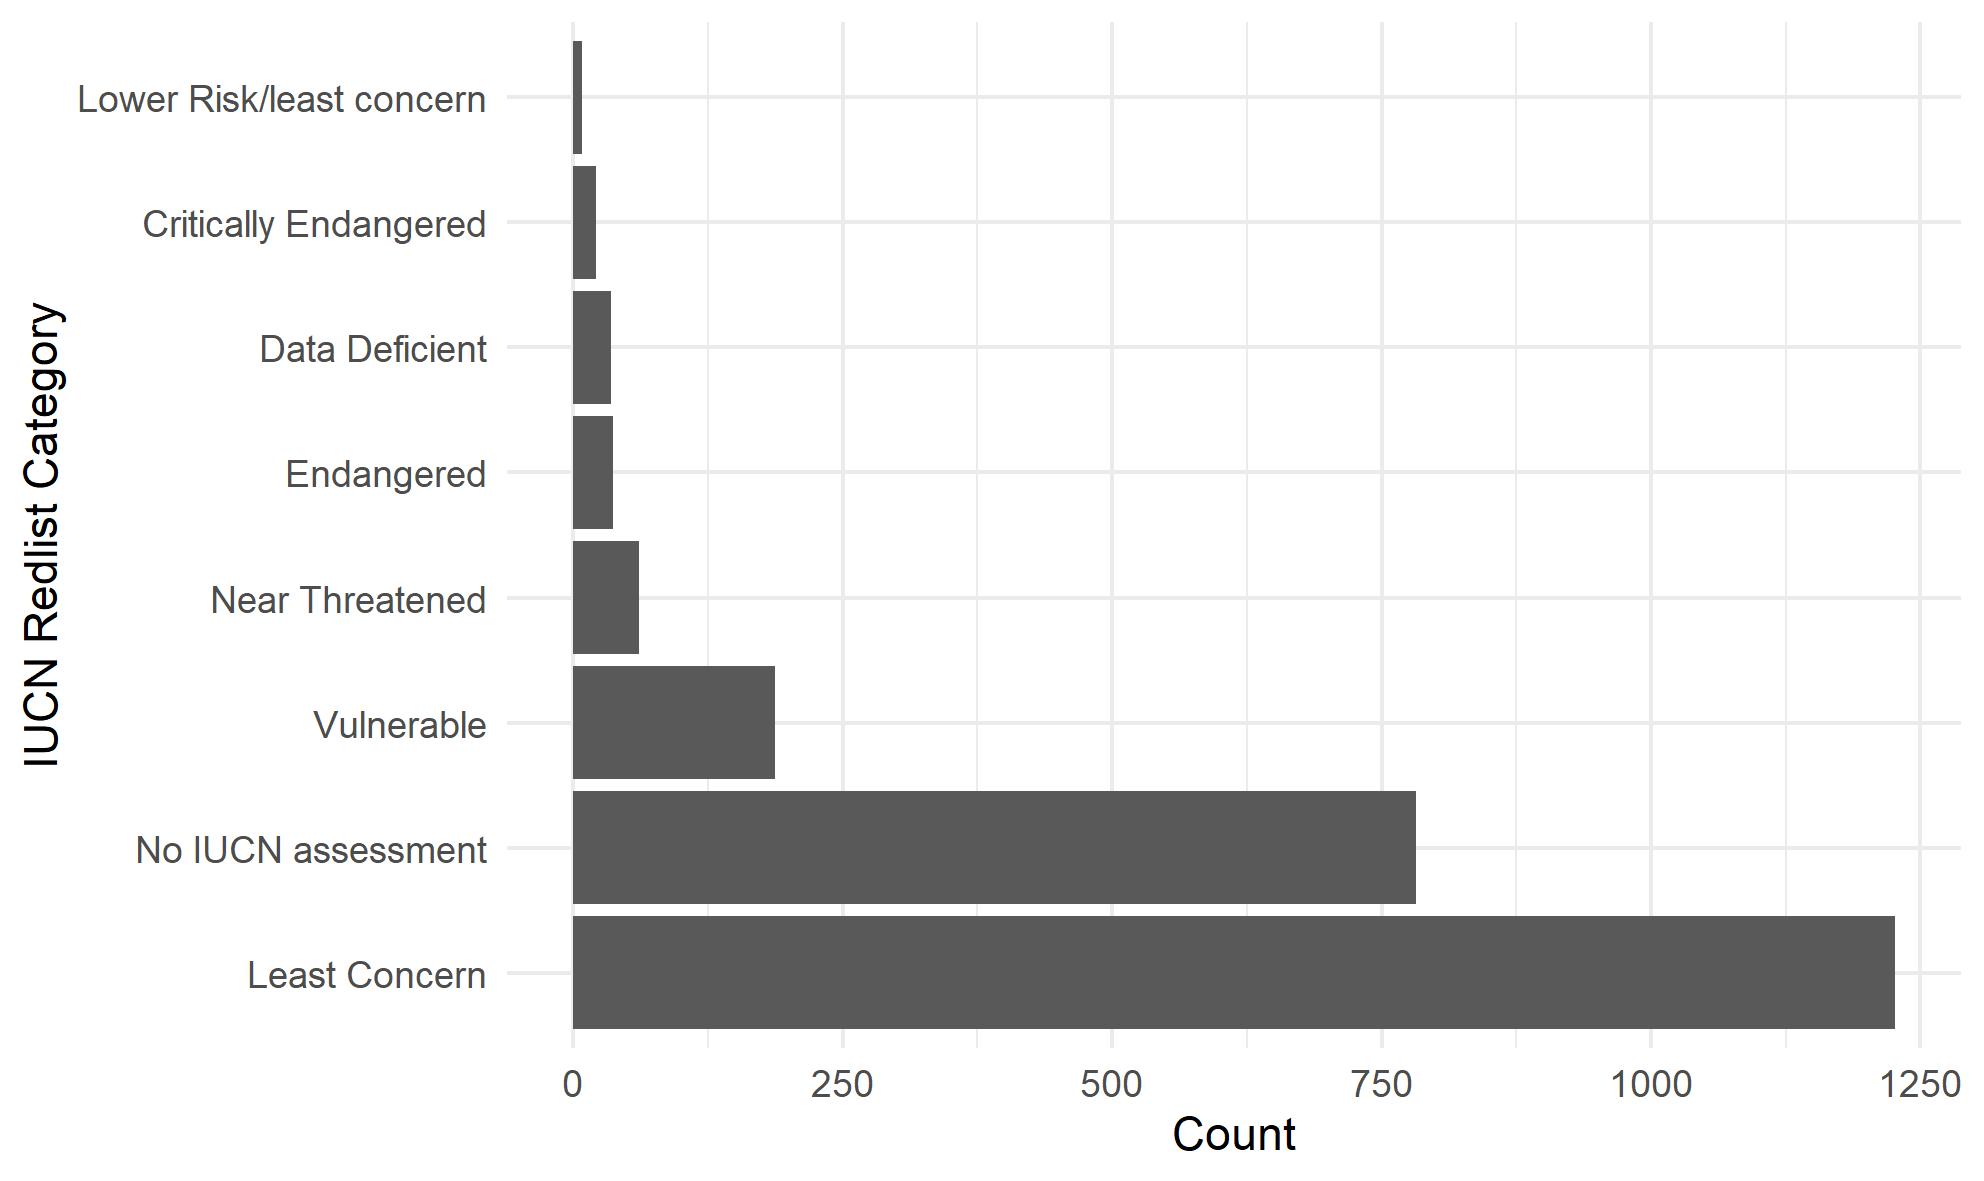 IUCN Redlist Category
Lower Risk/least concern
Critically Endangered
Data Deficient
Endangered
Near Threatened
Vulnerable
No IUCN assessment
Least Concern
0 250 500 750 1000 1250
Count